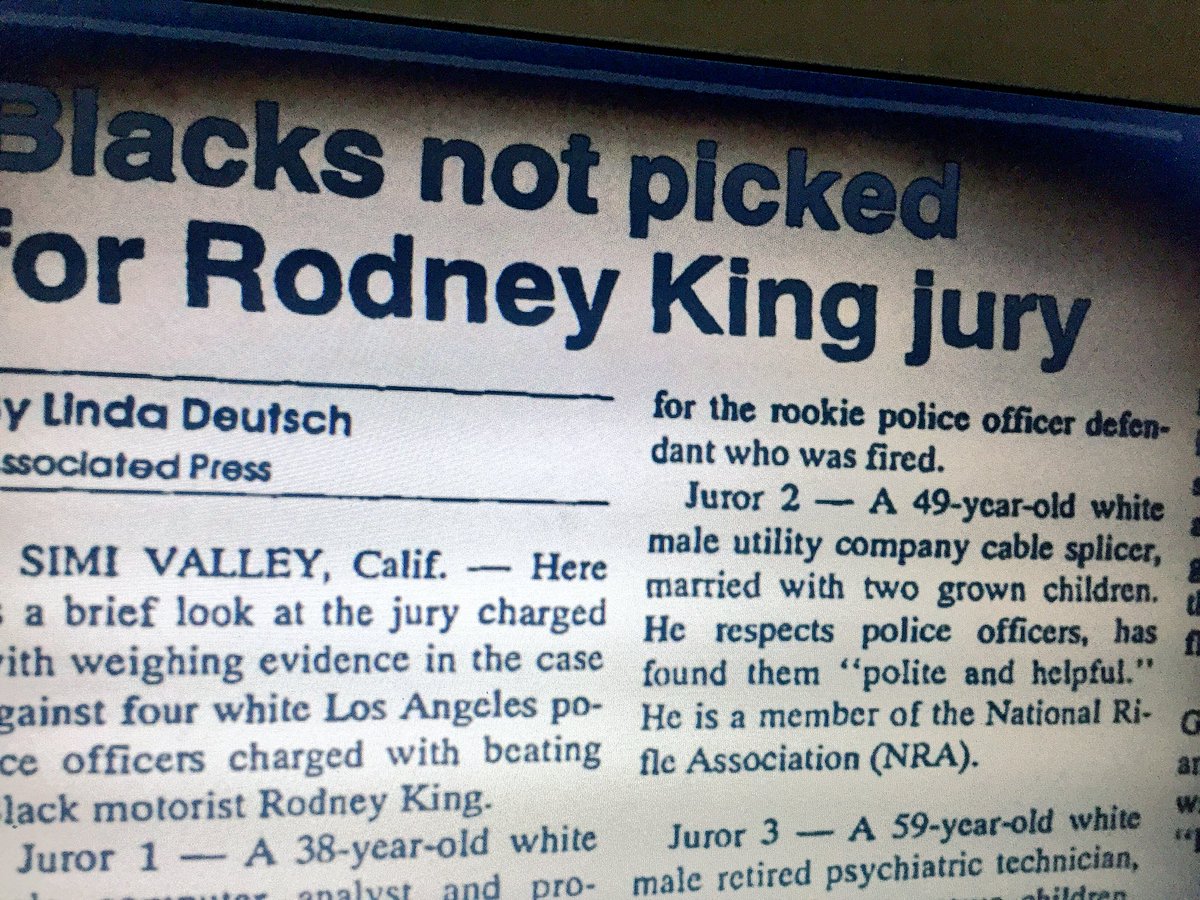 Blacks not picked
for Rodney King jury
y Linda Deutsch
ssociated Press
SIMI VALLEY, Calif. — Here
s a brief look at the jury charged
ith weighing evidence in the case
gainst four white Los Angeles po-
ce officers charged with beating
lack motorist Rodney King.
Juror 1 — A 38-year-old white
computer analyst and pro-
for the rookie police officer defen-
dant who was fired.
Juror 2 — A 49-year-old white
male utility company cable splicer,
married with two grown children.
He respects police officers, has
found them “polite and helpful.”
He is a member of the National Ri-
fle Association (NRA).
Juror 3 — A 59-year-old white
male retired psychiatric technician,
children